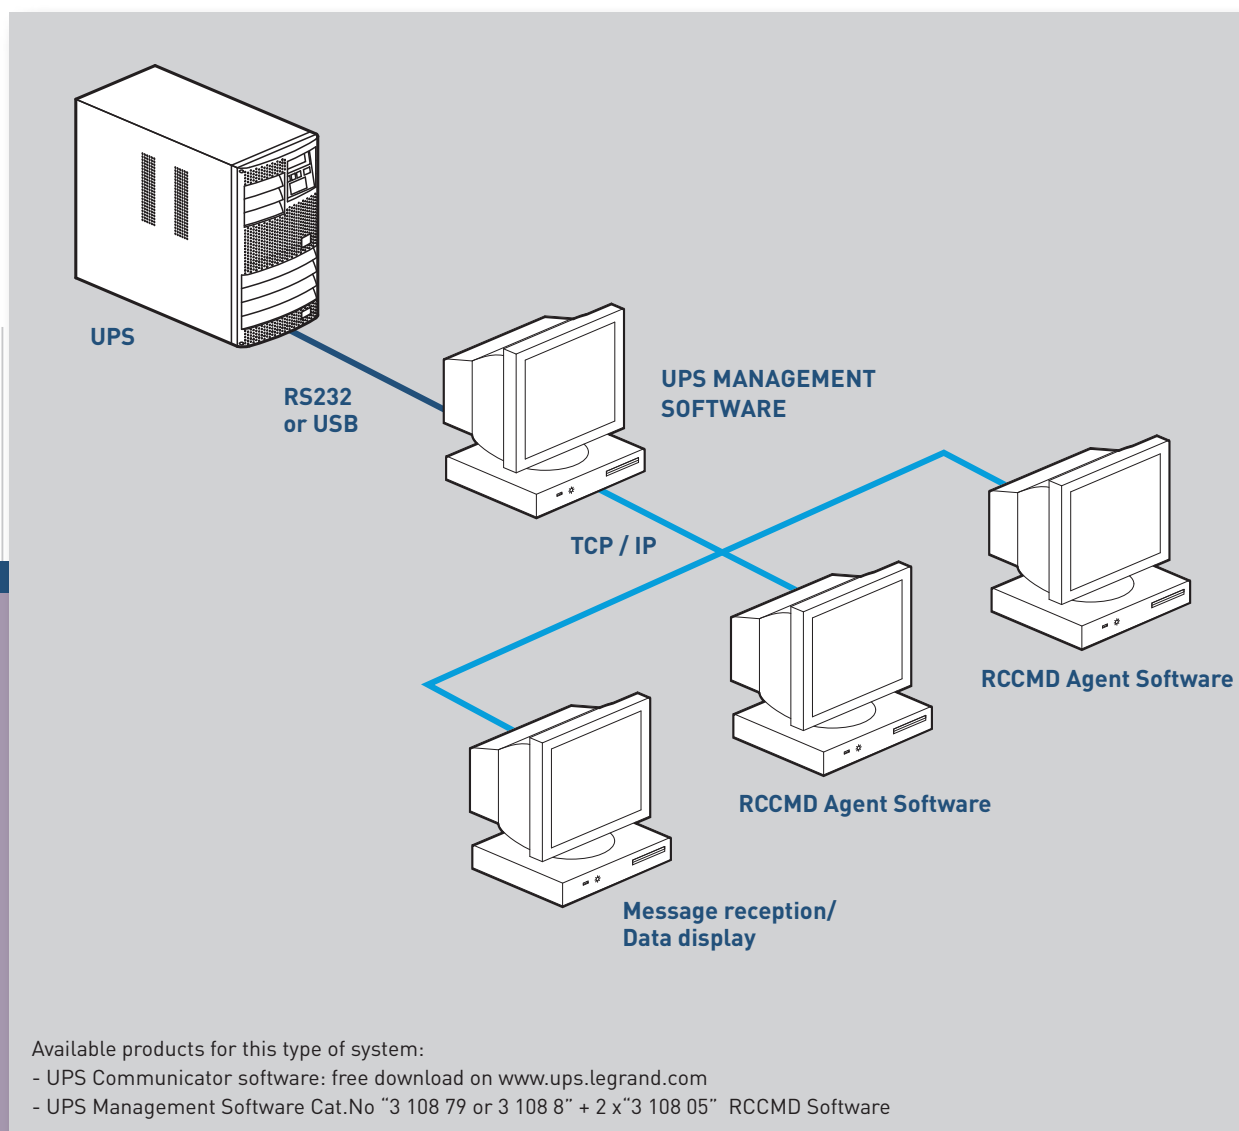 UPS
RS232
or USB
UPS MANAGEMENT
SOFTWARE
TCP / IP
RCCMD Agent Software
RCCMD Agent Software
Message reception/
Data display
Available products for this type of system:
- UPS Communicator software: free download on www.ups.legrand.com
- UPS Management Software Cat.No “3 108 79 or 3 108 8” + 2 x“3 108 05” RCCMD Software